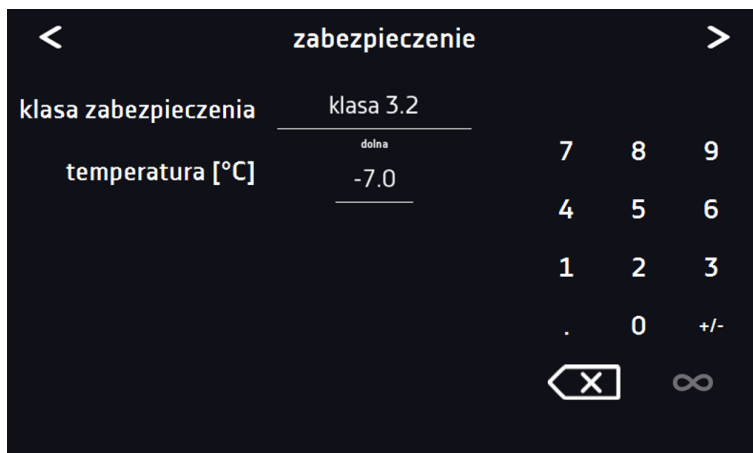 < zabezpieczenie >
klasa zabezpieczenia klasa 3.2
dolna
temperatura [°C] -7.0
7 8 9
4 5 6
1 2 3
. 0 +/-
∞